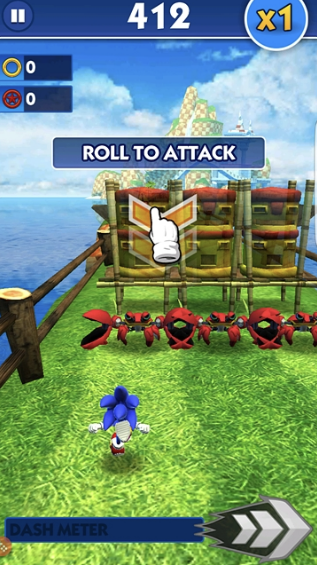 412
x1
0
0
ROLL TO ATTACK
DASH METER